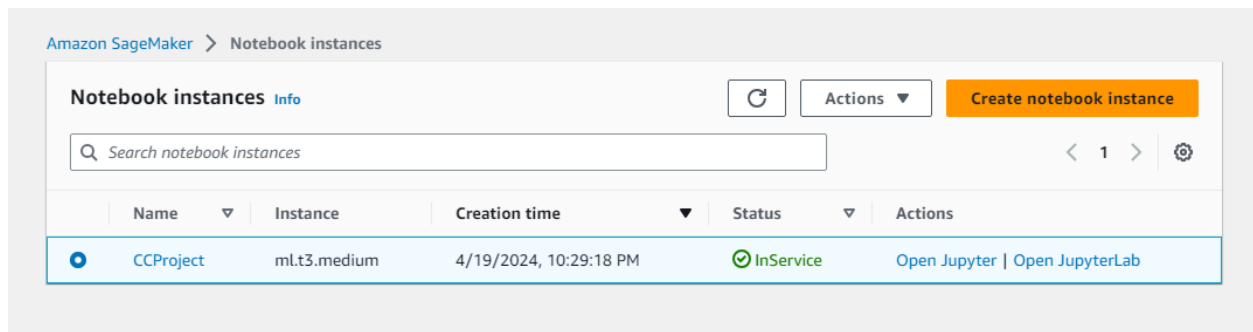 Amazon SageMaker > Notebook instances
Notebook instances Info
Actions
Create notebook instance
Search notebook instances
1
Name Instance Creation time Status Actions
CCProject ml.t3.medium 4/19/2024, 10:29:18 PM InService Open Jupyter | Open JupyterLab